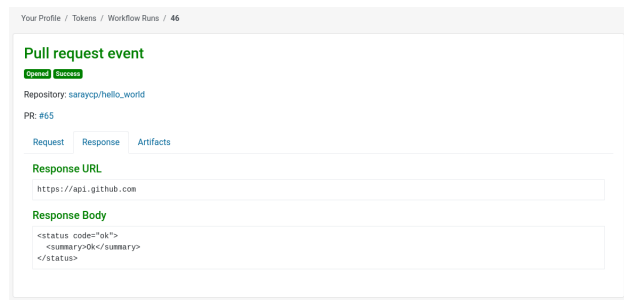 Your Profile / Tokens / Workflow Runs / 46
Pull request event
Opened Success
Repository: saraycp/hello_world
PR: #65
Request Response Artifacts
Response URL
https://api.github.com
Response Body
<status code="ok">
  <summary>Ok</summary>
</status>